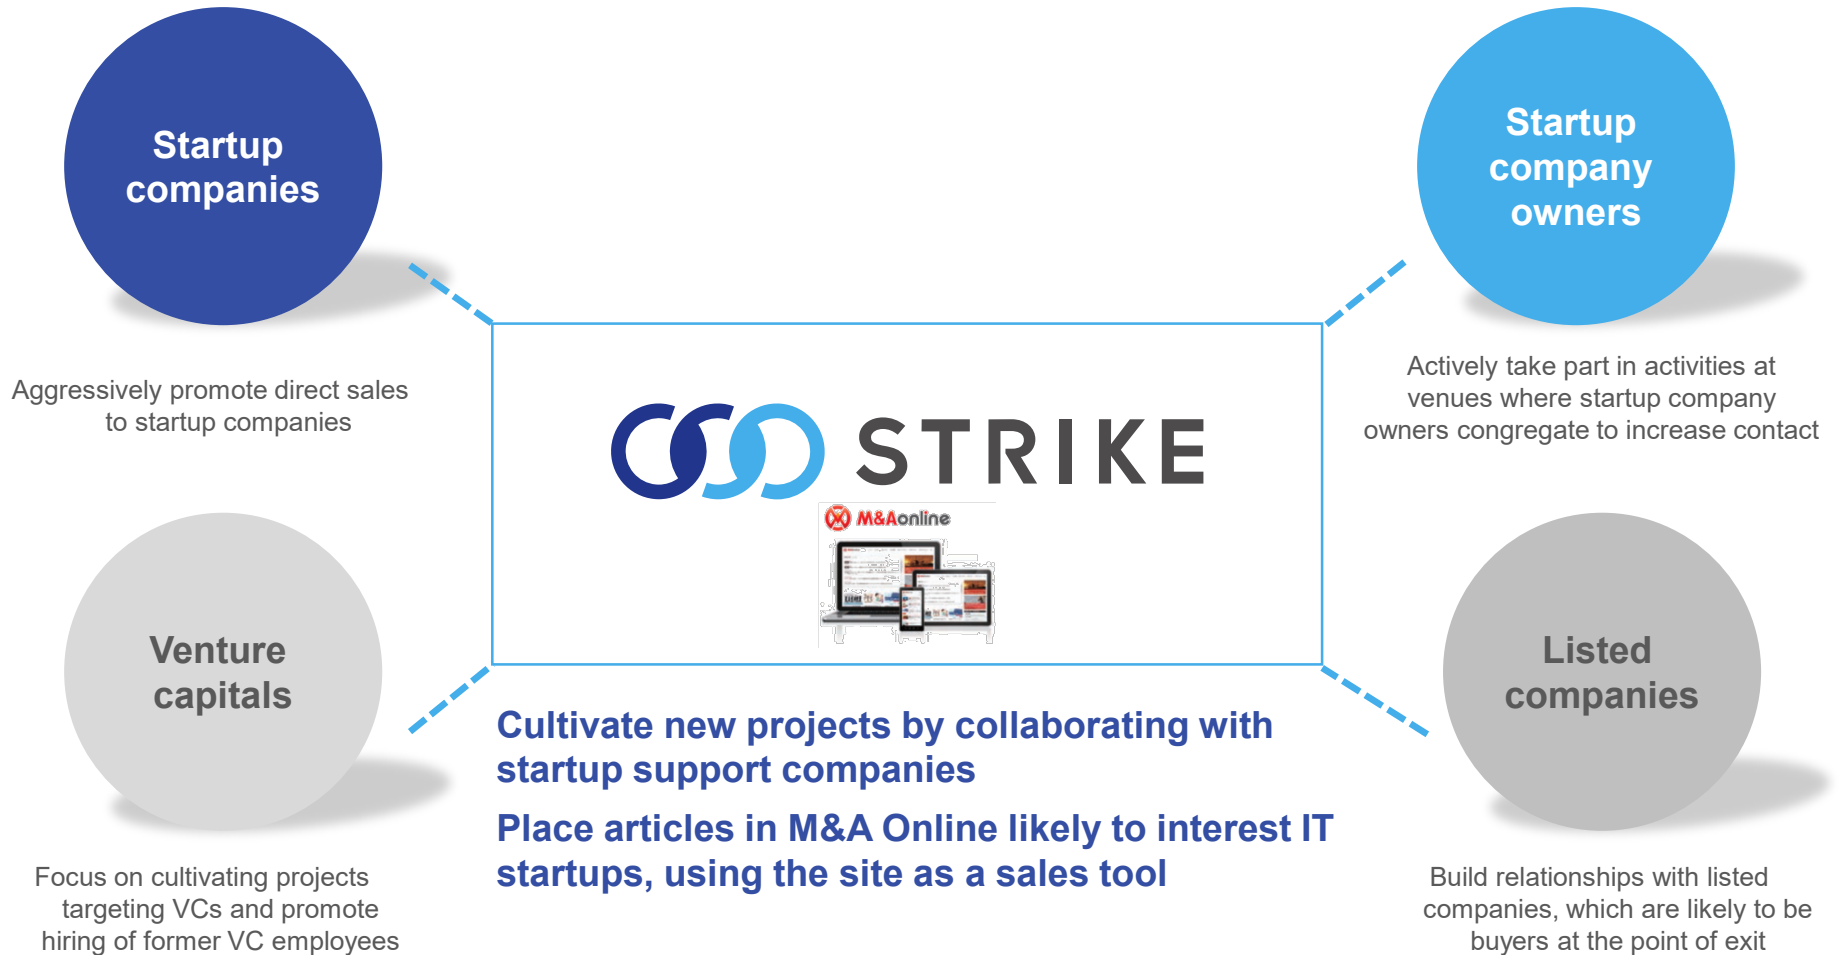 Startup
companies
Aggressively promote direct sales
to startup companies
Startup
company
owners
Actively take part in activities at
venues where startup company
owners congregate to increase contact
STRIKE
M&Aonline
Venture
capitals
Focus on cultivating projects
targeting VCs and promote
hiring of former VC employees
Cultivate new projects by collaborating with
startup support companies
Place articles in M&A Online likely to interest IT
startups, using the site as a sales tool
Listed
companies
Build relationships with listed
companies, which are likely to be
buyers at the point of exit